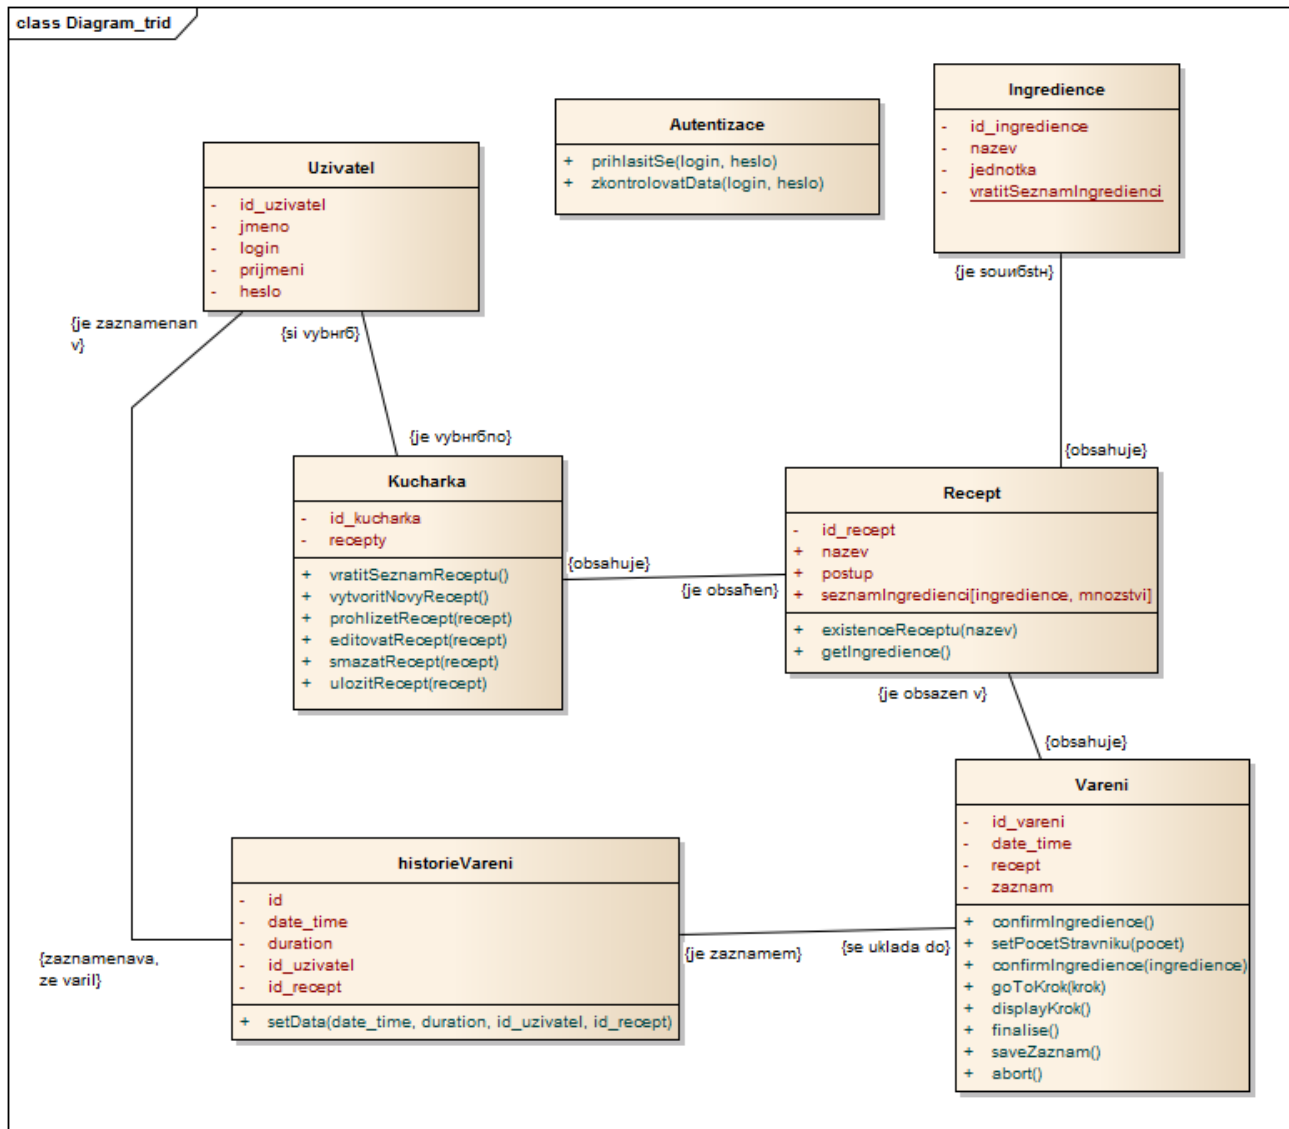 class Diagram_trid
Ingredience
- id_ingredience
- nazev
- jednotka
- vratitSeznamIngredienci
Autentizace
+ prihlasitSe(login, heslo)
+ zkontrolovatData(login, heslo)
Uzivatel
- id_uzivatel
- jmeno
- login
- prijmeni
- heslo
{je zaznamenan
v}
{si vybнrб}
{je souибstн}
{je vybнrбno}
{obsahuje}
Kucharka
- id_kucharka
- recepty
+ vratitSeznamReceptu()
+ vytvoritNovyRecept()
+ prohlizetRecept(recept)
+ editovatRecept(recept)
+ smazatRecept(recept)
+ ulozitRecept(recept)
{obsahuje}
{je obsaћen}
Recept
- id_recept
+ nazev
+ postup
+ seznamIngredienci[ingredience, mnozstvi]
+ existenceReceptu(nazev)
+ getIngredience()
{je obsazen v}
{obsahuje}
Vareni
- id_vareni
- date_time
- recept
- zaznam
+ confirmIngredience()
+ setPocetStravniku(pocet)
+ confirmIngredience(ingredience)
+ goToKrok(krok)
+ displayKrok()
+ finalise()
+ saveZaznam()
+ abort()
historieVareni
- id
- date_time
- duration
- id_uzivatel
- id_recept
+ setData(date_time, duration, id_uzivatel, id_recept)
{je zaznamem}
{se uklada do}
{zaznamenava,
ze varil}